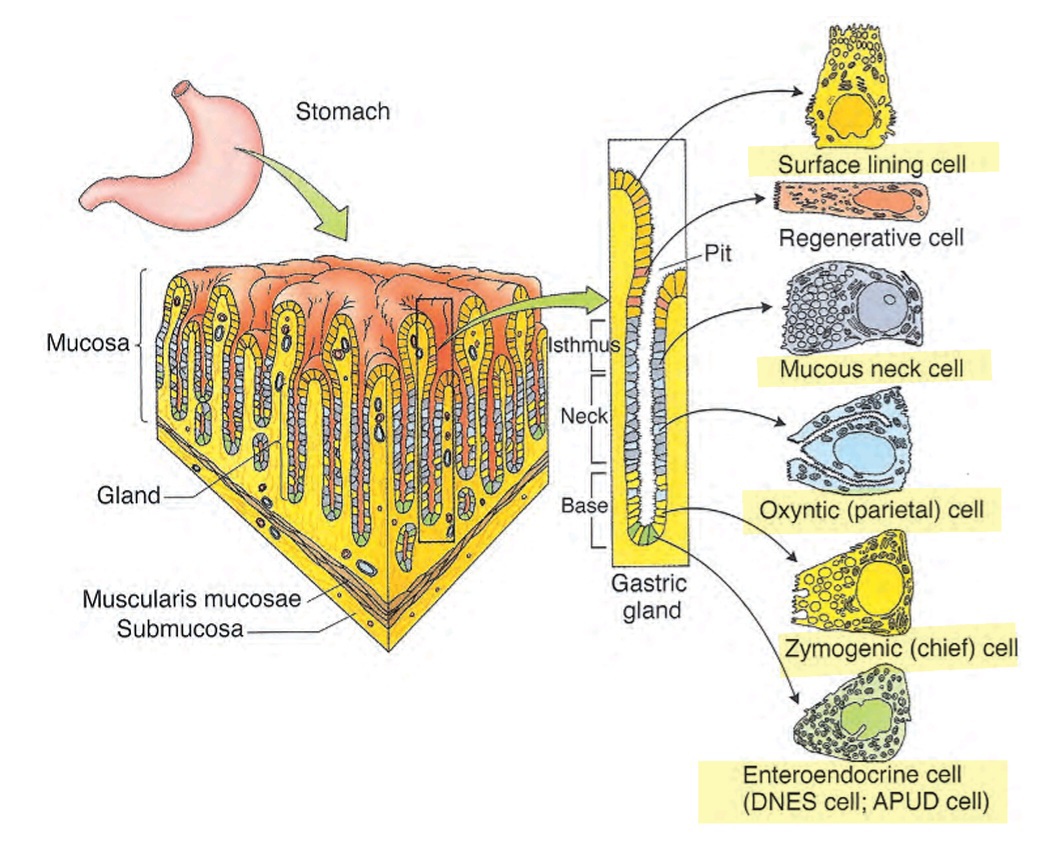 Stomach
Surface lining cell
Regenerative cell
Pit
Mucosa
Isthmus
Mucous neck cell
Neck
Gland
Base
Oxyntic (parietal) cell
Gastric
gland
Muscularis mucosae
Submucosa
Zymogenic (chief) cell
Enteroendocrine cell
(DNES cell; APUD cell)